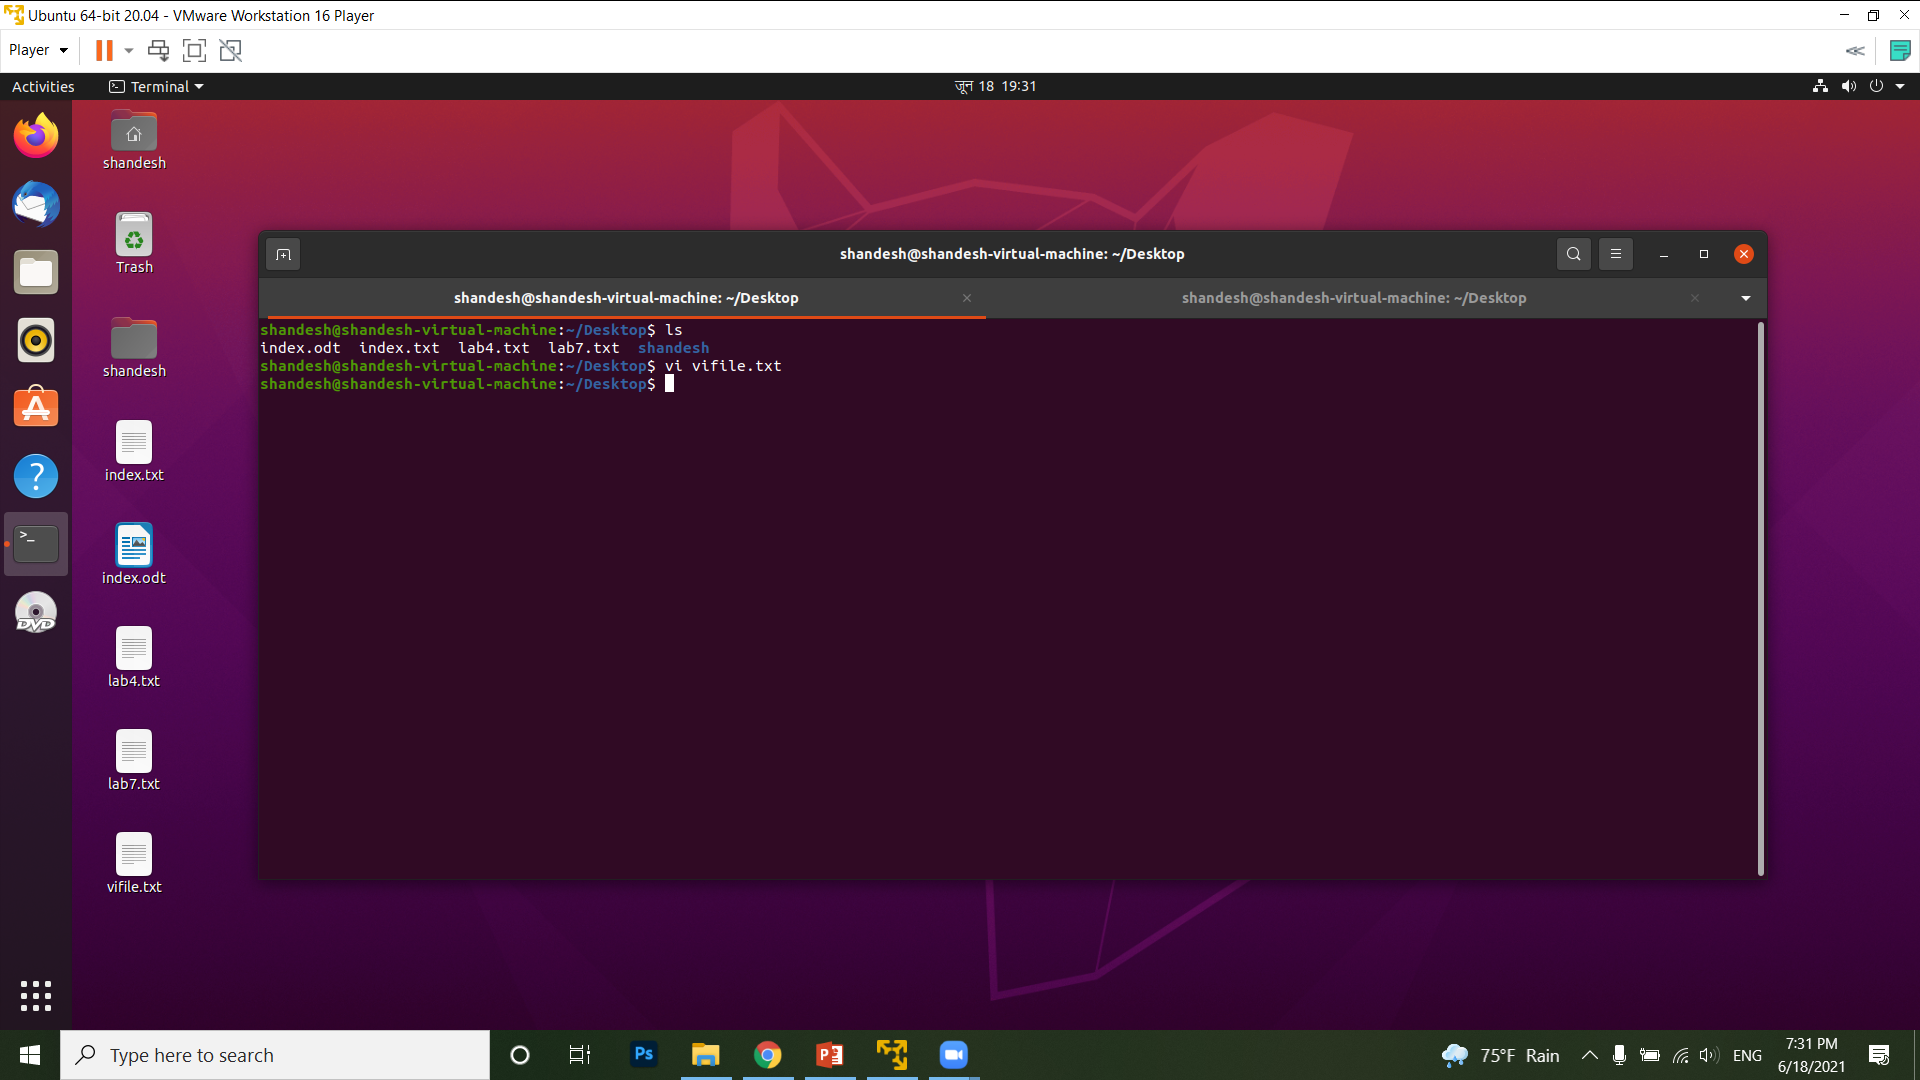 Ubuntu 64-bit 20.04 - VMware Workstation 16 Player
Player
Activities
Terminal
जून 18 19:31
shandesh
Trash
shandesh
index.txt
index.odt
lab4.txt
lab7.txt
vifile.txt
DVD
shandesh@shandesh-virtual-machine: ~/Desktop
shandesh@shandesh-virtual-machine: ~/Desktop
shandesh@shandesh-virtual-machine: ~/Desktop
shandesh@shandesh-virtual-machine:~/Desktop$ ls
index.odt index.txt lab4.txt lab7.txt shandesh
shandesh@shandesh-virtual-machine:~/Desktop$ vi vifile.txt
shandesh@shandesh-virtual-machine:~/Desktop$
Type here to search
Ps
75°F Rain
ENG
7:31 PM
6/18/2021